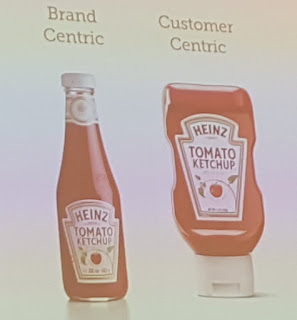 Brand
Centric
Customer
Centric
HEINZ
TOMATO
KETCHUP
HEINZ
TOMATO
KETCHUP